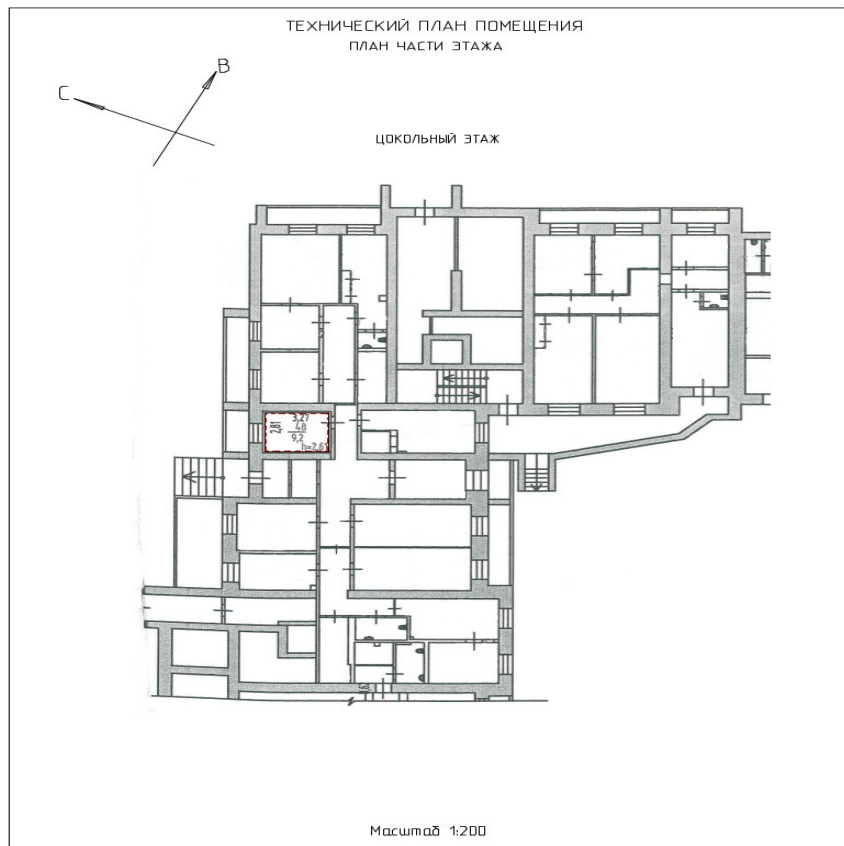 ТЕХНИЧЕСКИЙ ПЛАН ПОМЕЩЕНИЯ
ПЛАН ЧАСТИ ЭТАЖА
В
С
ЦОКОЛЬНЫЙ ЭТАЖ
3,27
2,81
48
9,2
h=2,61
Масштаб 1:200